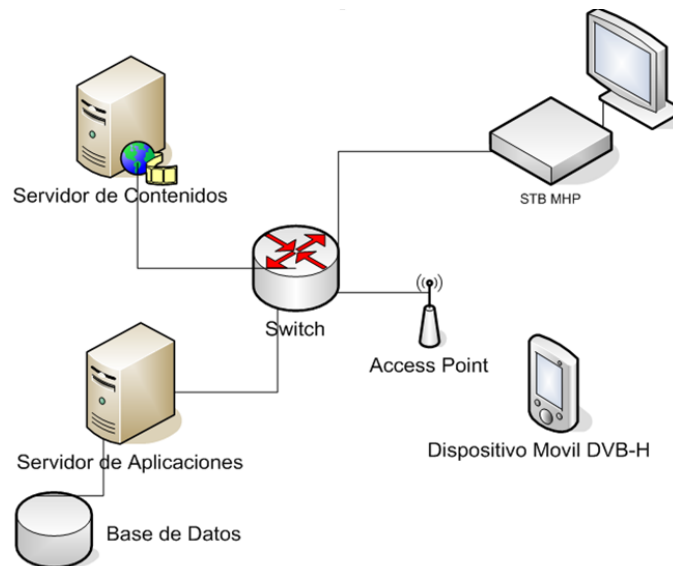 Servidor de Contenidos
STB MHP
Switch
Access Point
Servidor de Aplicaciones
Dispositivo Movil DVB-H
Base de Datos